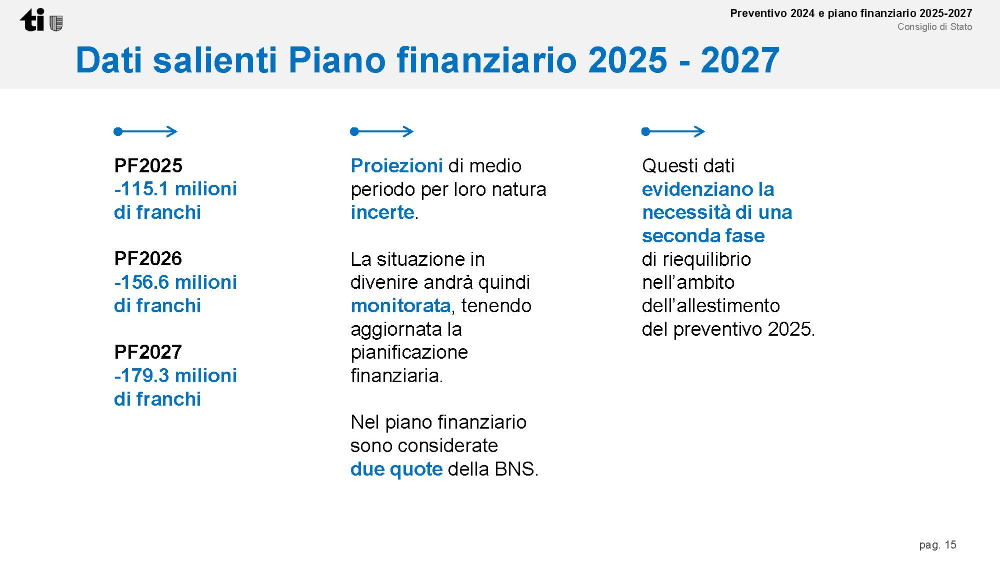 ti
Preventivo 2024 e piano finanziario 2025-2027
Consiglio di Stato
Dati salienti Piano finanziario 2025 - 2027
PF2025
-115.1 milioni
di franchi
PF2026
-156.6 milioni
di franchi
PF2027
-179.3 milioni
di franchi
Proiezioni di medio
periodo per loro natura
incerte.
La situazione in
divenire andrà quindi
monitorata, tenendo
aggiornata la
pianificazione
finanziaria.
Nel piano finanziario
sono considerate
due quote della BNS.
Questi dati
evidenziano la
necessità di una
seconda fase
di riequilibrio
nell’ambito
dell’allestimento
del preventivo 2025.
pag. 15